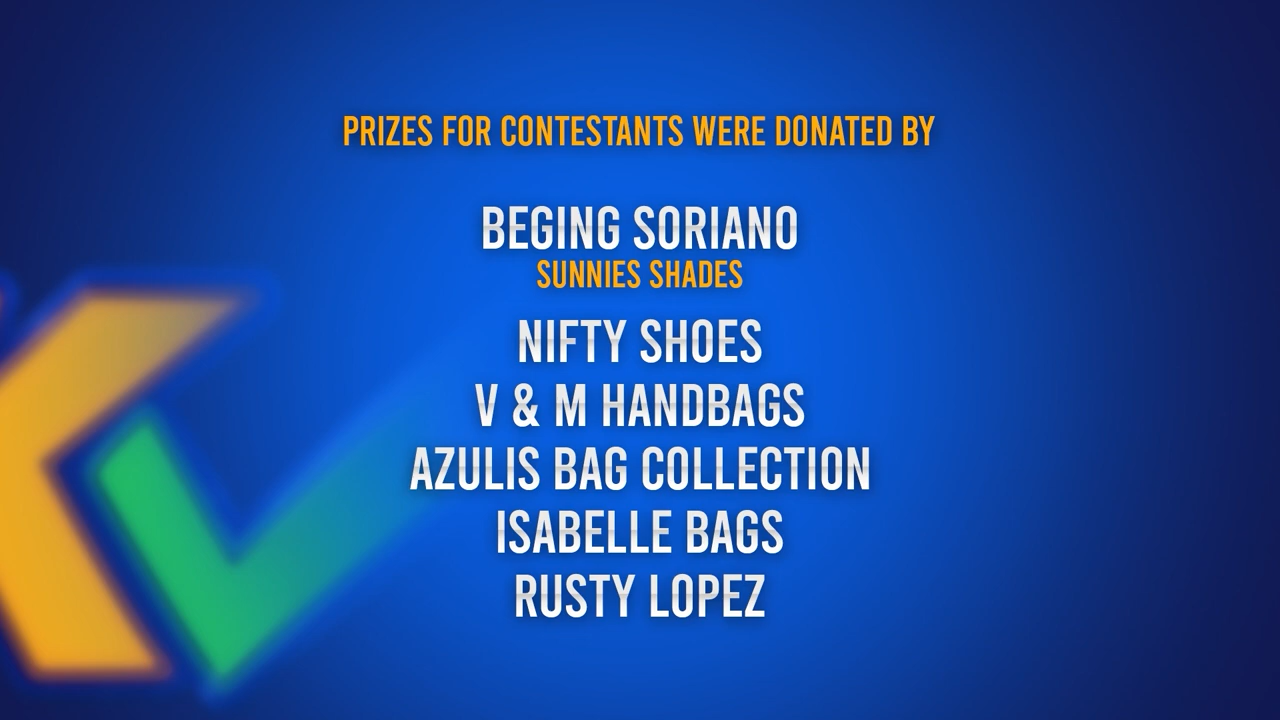 PRIZES FOR CONTESTANTS WERE DONATED BY
BEGING SORIANO
SUNNIES SHADES
NIFTY SHOES
V & M HANDBAGS
AZULIS BAG COLLECTION
ISABELLE BAGS
RUSTY LOPEZ